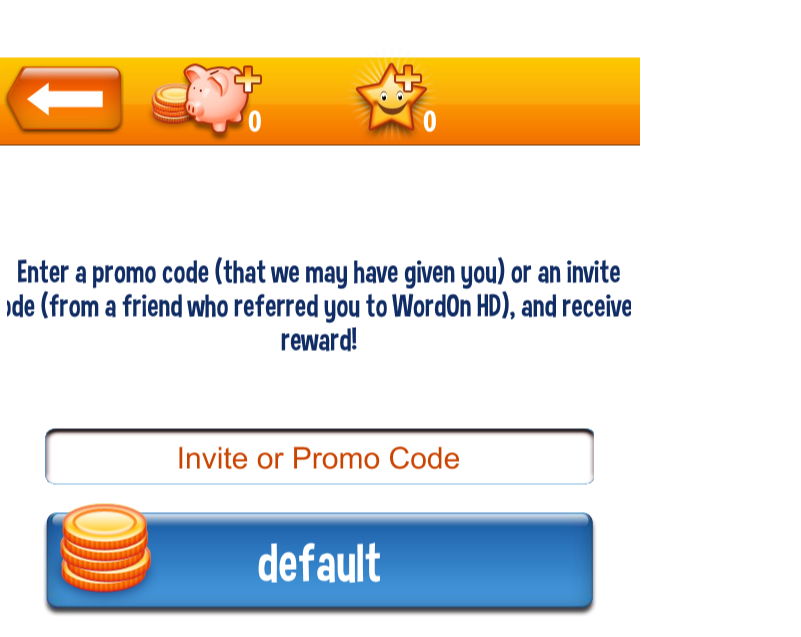 0
0
Enter a promo code (that we may have given you) or an invite
ode (from a friend who referred you to WordOn HD), and receive
reward!
Invite or Promo Code
default